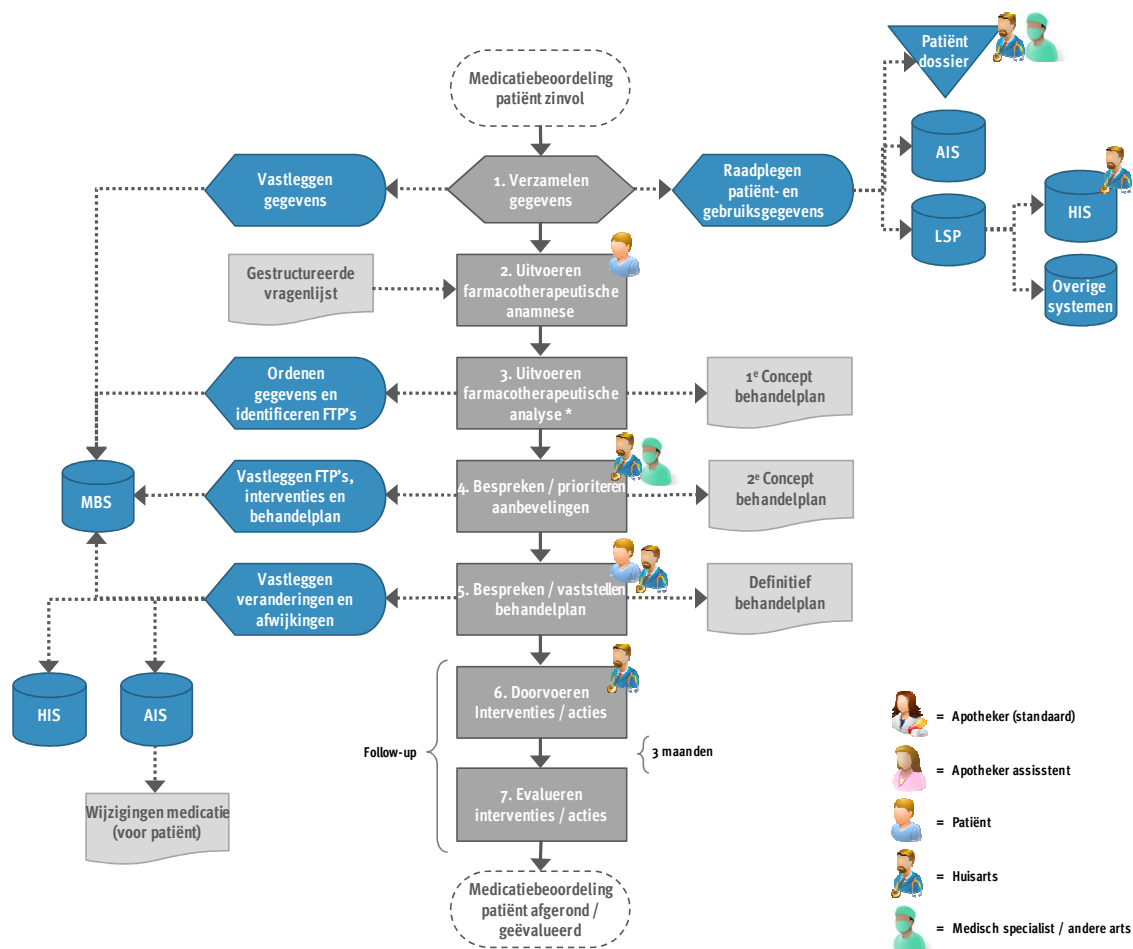 Medicatiebeoordeling
patiënt zinvol
Patiënt
dossier
AIS
Vastleggen
gegevens
1. Verzamelen
gegevens
Raadplegen
patiënt- en
gebruiksgegevens
HIS
LSP
Overige
systemen
Gestructureerde
vragenlijst
2. Uitvoeren
farmacotherapeutische
anamnese
Ordenen
gegevens en
identificeren FTP's
3. Uitvoeren
farmacotherapeutische
analyse *
1e Concept
behandelplan
MBS
Vastleggen FTP's,
interventies en
behandelplan
4. Bespreken / prioriteren
aanbevelingen
2e Concept
behandelplan
Vastleggen
veranderingen en
afwijkingen
5. Bespreken / vaststellen
behandelplan
Definitief
behandelplan
HIS
AIS
6. Doorvoeren
Interventies / acties
Follow-up
3 maanden
7. Evalueren
interventies / acties
Wijzigingen medicatie
(voor patiënt)
Medicatiebeoordeling
patiënt afgerond /
geëvalueerd
= Apotheker (standaard)
= Apotheker assisstent
= Patiënt
= Huisarts
= Medisch specialist / andere arts